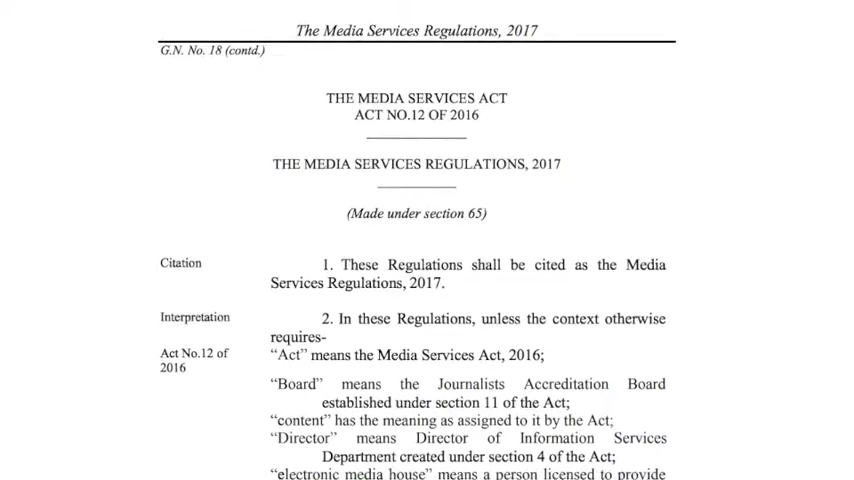 The Media Services Regulations, 2017
G.N. No. 18 (contd.)
THE MEDIA SERVICES ACT
ACT NO.12 OF 2016
THE MEDIA SERVICES REGULATIONS, 2017
(Made under section 65)
Citation
1. These Regulations shall be cited as the Media
Services Regulations, 2017.
Interpretation
2. In these Regulations, unless the context otherwise
requires-
Act No.12 of
2016
“Act” means the Media Services Act, 2016;
“Board” means the Journalists Accreditation Board
established under section 11 of the Act;
“content” has the meaning as assigned to it by the Act;
“Director” means Director of Information Services
Department created under section 4 of the Act;
“electronic media house” means a person licensed to provide